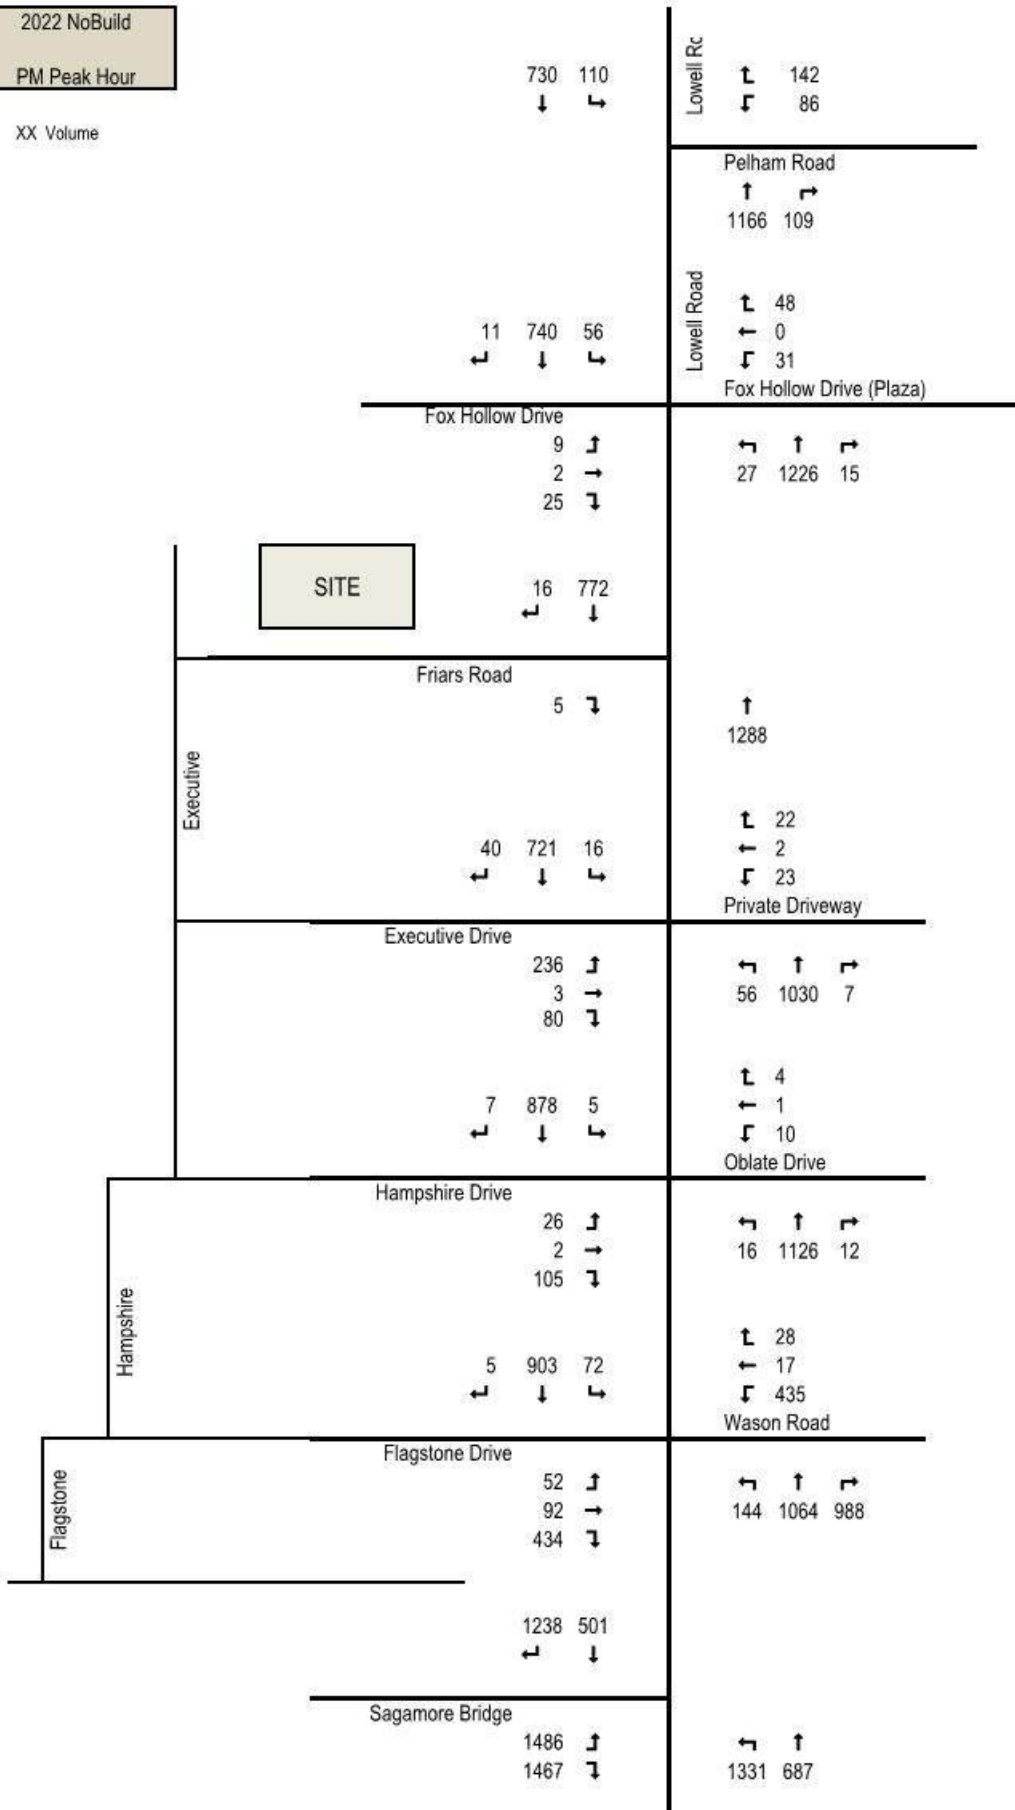 2022 NoBuild
PM Peak Hour
XX Volume
730 110
Lowell Rc
142
86
Pelham Road
1166 109
Lowell Road
48
11 740 56
0
31
Fox Hollow Drive (Plaza)
Fox Hollow Drive
9
2
25
27 1226 15
SITE
16 772
Friars Road
5
1288
Executive
22
40 721 16
2
23
Private Driveway
Executive Drive
236
3
80
56 1030 7
4
7 878 5
1
10
Oblate Drive
Hampshire Drive
26
2
105
16 1126 12
Hampshire
28
5 903 72
17
435
Wason Road
Flagstone Drive
52
92
434
144 1064 988
Flagstone
1238 501
Sagamore Bridge
1486
1467
1331 687